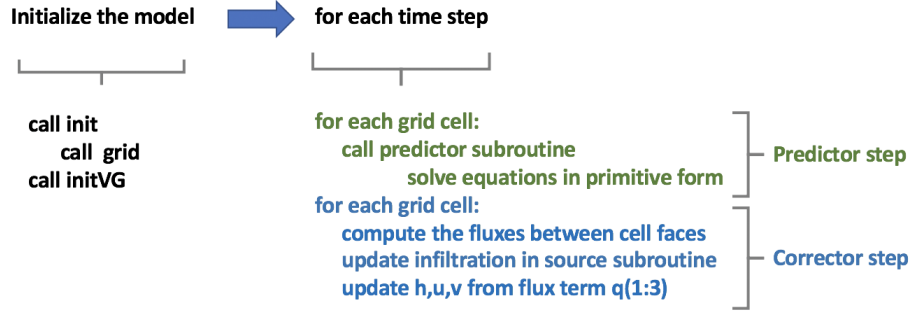 Initialize the model
for each time step
call init
call grid
call initVG
for each grid cell:
call predictor subroutine
solve equations in primitive form
Predictor step
for each grid cell:
compute the fluxes between cell faces
update infiltration in source subroutine
update h,u,v from flux term q(1:3)
Corrector step